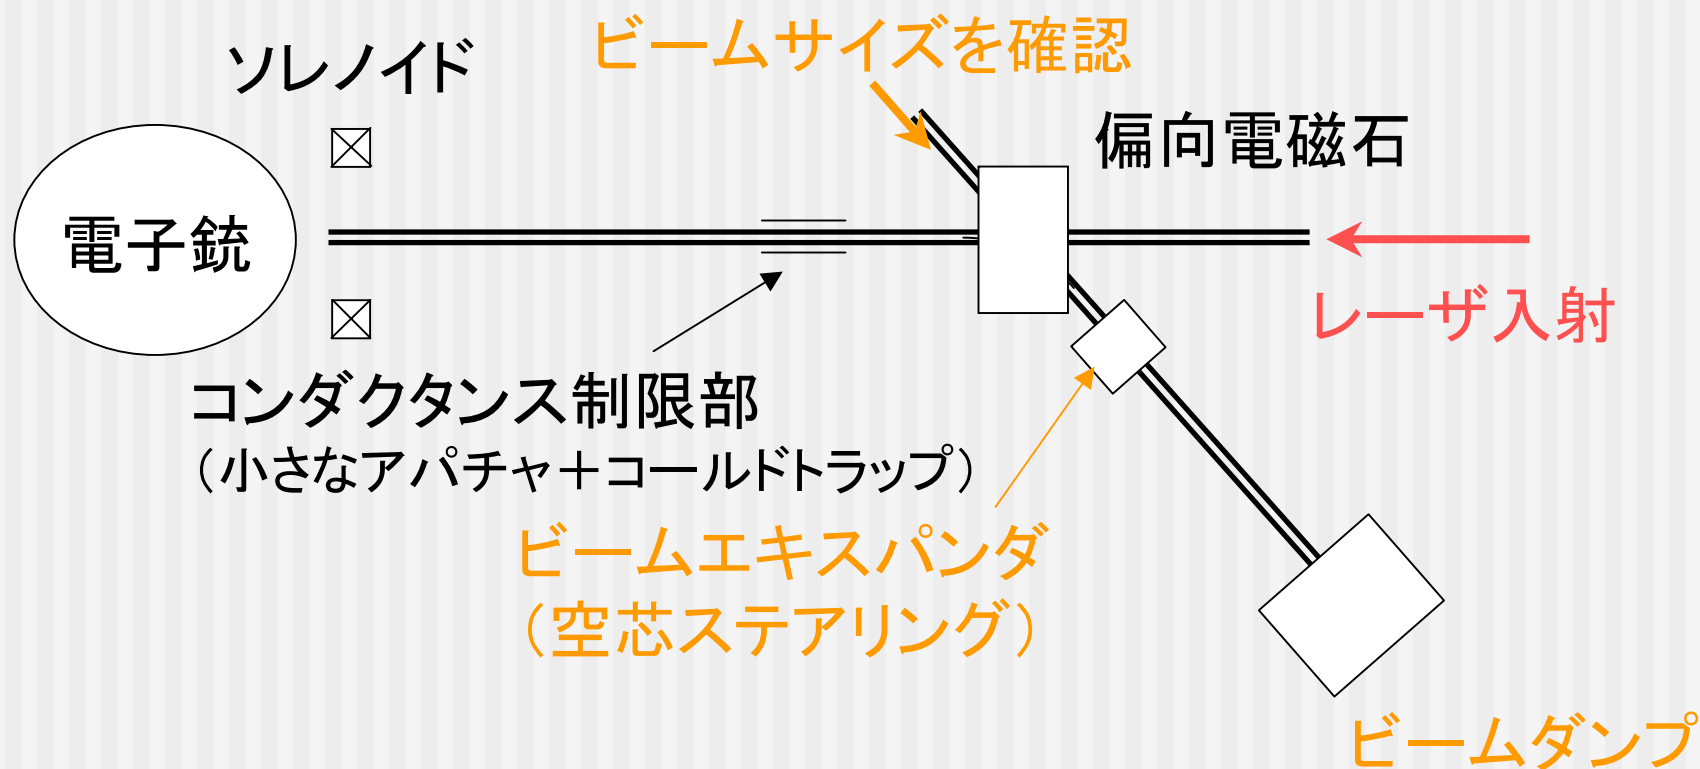 ビームサイズを確認
ソレノイド
偏向電磁石
電子銃
レーザ入射
コンダクタンス制限部
（小さなアパチャ＋コールドトラップ）
ビームエキスパンダ
（空芯ステアリング）
ビームダンプ